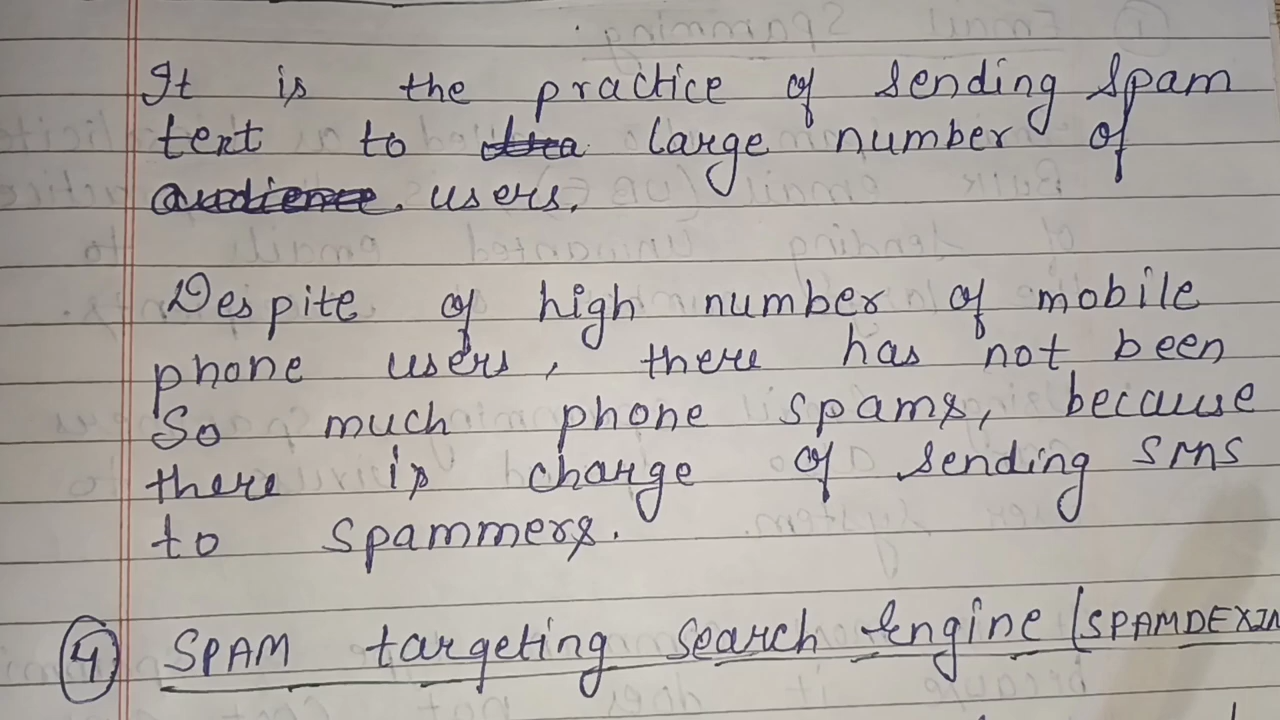 It is the practice of sending spam
text to large number of
users.
Despite of high number of mobile
phone users, there has not been
So much phone spams, because
there is charge of sending SMS
to spammers.
4 SPAM targeting search Engine (SPAMDEXIN